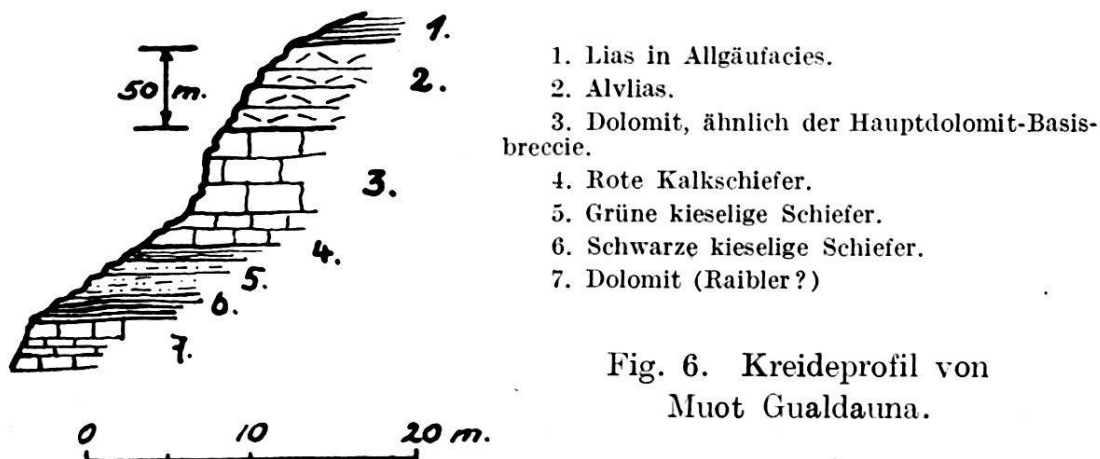 1.
2.
50 m.
3.
4.
5.
6.
7.
0 10 20 m.
1. Lias in Allgäufacies.
2. Alvlias.
3. Dolomit, ähnlich der Hauptdolomit-Basis-
breccie.
4. Rote Kalkschiefer.
5. Grüne kieselige Schiefer.
6. Schwarze kieselige Schiefer.
7. Dolomit (Raibler?)
Fig. 6. Kreideprofil von
Muot Gualdauna.